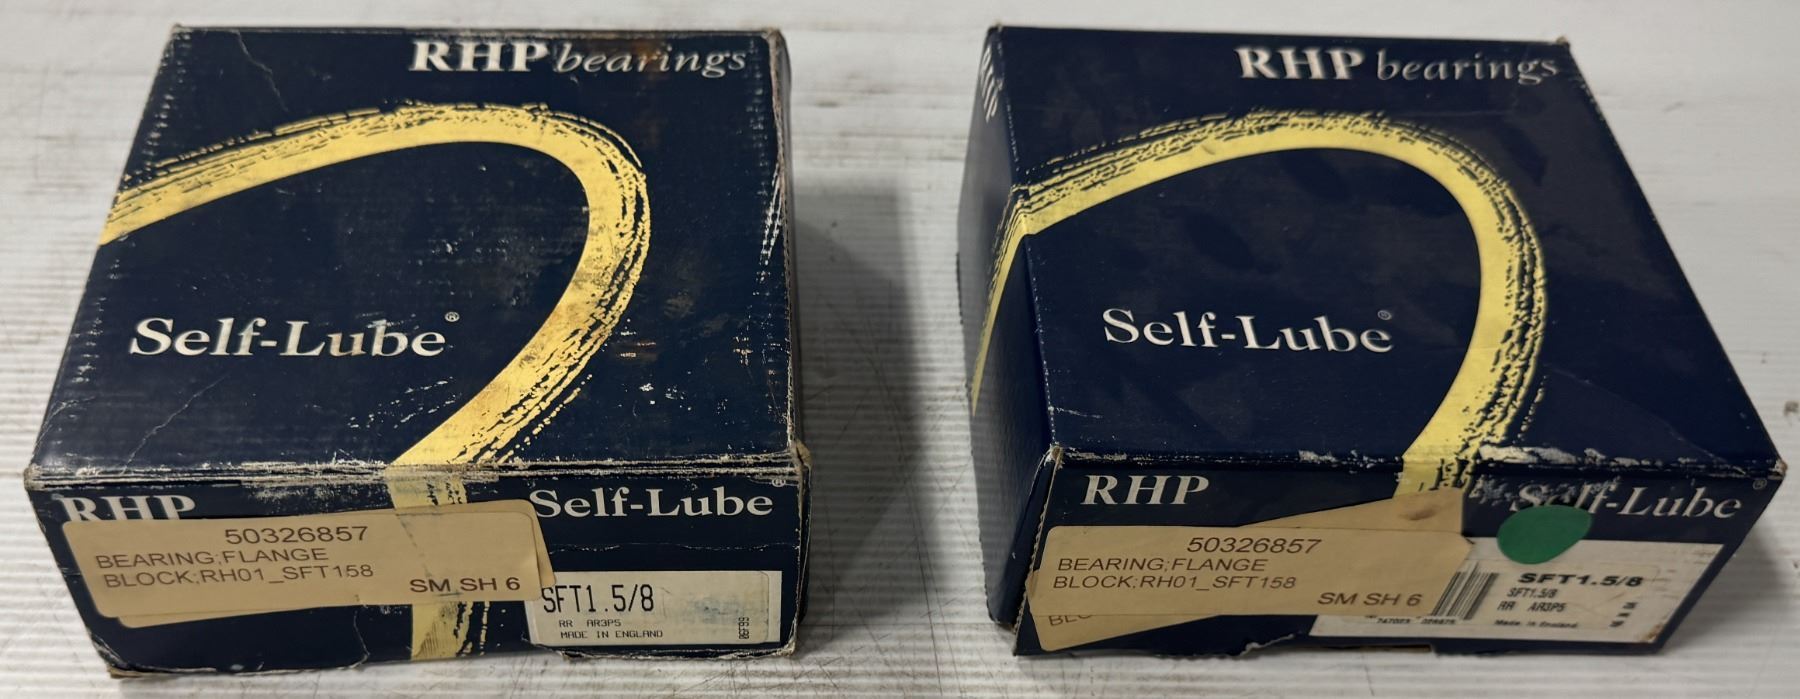 RHP bearings
Self-Lube®
RHP
Self-Lube®
50326857
BEARING;FLANGE
BLOCK;RH01_SFT158
SM SH 6
SFT1.5/8
RR AR3P5
MADE IN ENGLAND
RHP bearings
Self-Lube®
RHP
Self-Lube®
50326857
BEARING;FLANGE
BLOCK;RH01_SFT158
SM SH 6
SFT1.5/8
SFT1.5/8
RR AR3P5
Made in England